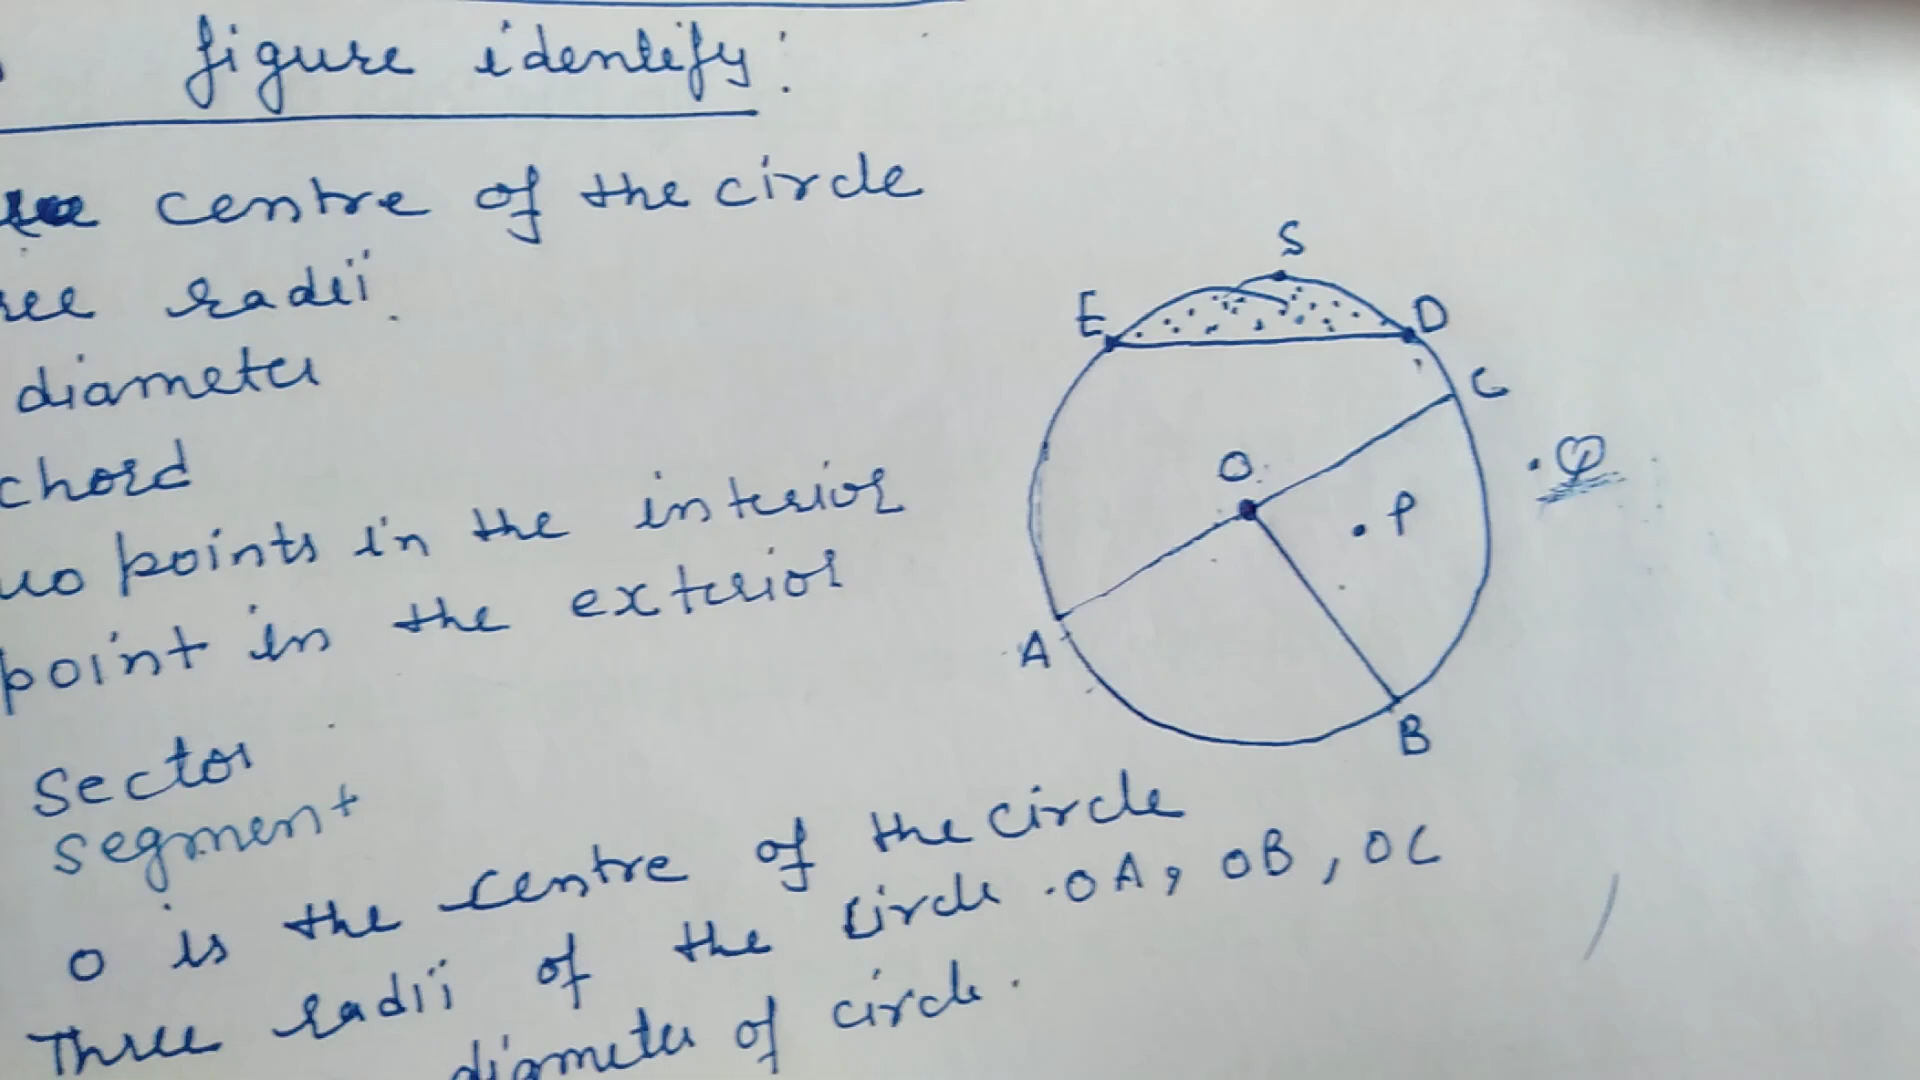 figure identify:
centre of the circle
radii.
diameter
chord
points in the interior
point in the exterior
Sector
segment
O is the centre of the circle
Three radii of the circle. OA, OB, OC
diameter of circle.
S
E
D
C
O
P
A
B